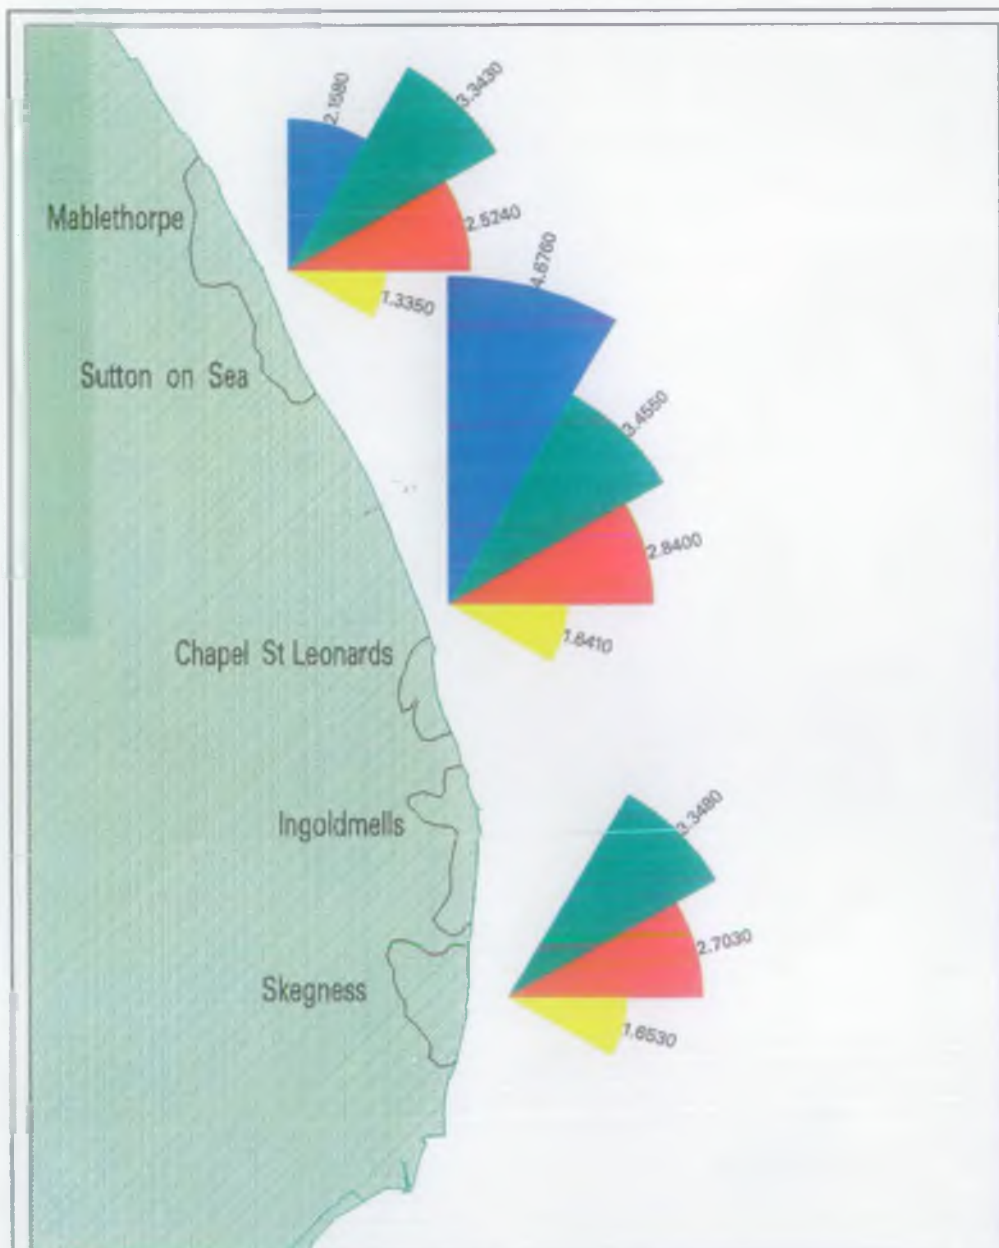 2.1580
3.3430
Mablethorpe
2.5240
4.6760
1.3350
Sutton on Sea
3.4550
2.8400
1.6410
Chapel St Leonards
3.3480
Ingoldmells
2.7030
Skegness
1.6530